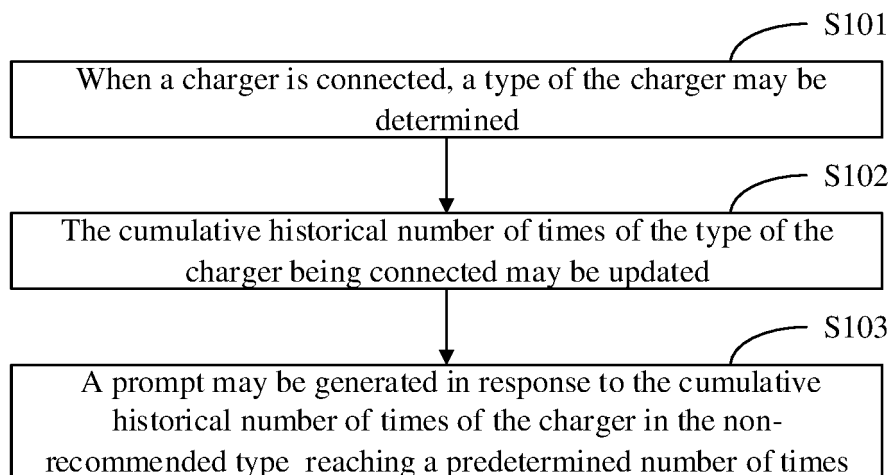 S101
When a charger is connected, a type of the charger may be
determined
S102
The cumulative historical number of times of the type of the
charger being connected may be updated
S103
A prompt may be generated in response to the cumulative
historical number of times of the charger in the non-
recommended type reaching a predetermined number of times